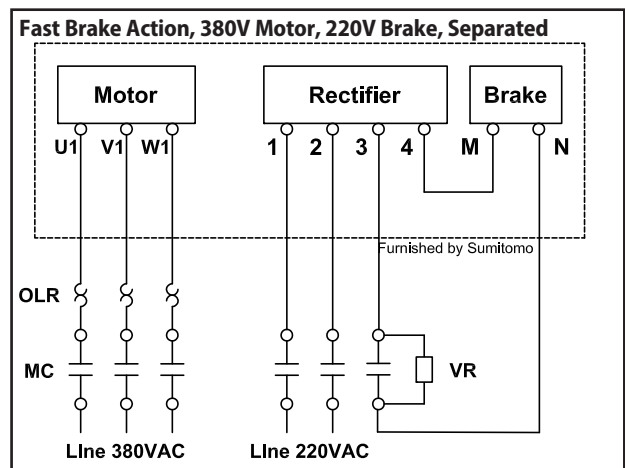 Fast Brake Action, 380V Motor, 220V Brake, Separated
Motor Rectifier Brake
U1 V1 W1 1 2 3 4 M N
Furnished by Sumitomo
OLR
MC VR
LIne 380VAC LIne 220VAC